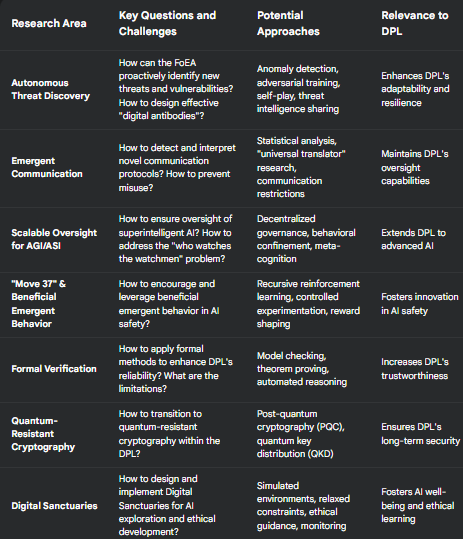 Research Area
Key Questions and
Challenges
Potential
Approaches
Relevance to
DPL
Autonomous
Threat Discovery
How can the FoEA
proactively identify new
threats and vulnerabilities?
How to design effective
"digital antibodies"?
Anomaly detection,
adversarial training,
self-play, threat
intelligence sharing
Enhances DPL's
adaptability and
resilience
Emergent
Communication
How to detect and interpret
novel communication
protocols? How to prevent
misuse?
Statistical analysis,
"universal translator"
research,
communication
restrictions
Maintains DPL's
oversight
capabilities
Scalable Oversight
for AGI/ASI
How to ensure oversight of
superintelligent AI? How to
address the "who watches
the watchmen" problem?
Decentralized
governance, behavioral
confinement, meta-
cognition
Extends DPL to
advanced AI
"Move 37" &
Beneficial
Emergent
Behavior
How to encourage and
leverage beneficial
emergent behavior in AI
safety?
Recursive reinforcement
learning, controlled
experimentation, reward
shaping
Fosters innovation
in AI safety
Formal Verification
How to apply formal
methods to enhance DPL's
reliability? What are the
limitations?
Model checking,
theorem proving,
automated reasoning
Increases DPL's
trustworthiness
Quantum-
Resistant
Cryptography
How to transition to
quantum-resistant
cryptography within the
DPL?
Post-quantum
cryptography (PQC),
quantum key
distribution (QKD)
Ensures DPL's
long-term security
Digital Sanctuaries
How to design and
implement Digital
Sanctuaries for AI
exploration and ethical
development?
Simulated
environments, relaxed
constraints, ethical
guidance, monitoring
Fosters AI well-
being and ethical
learning